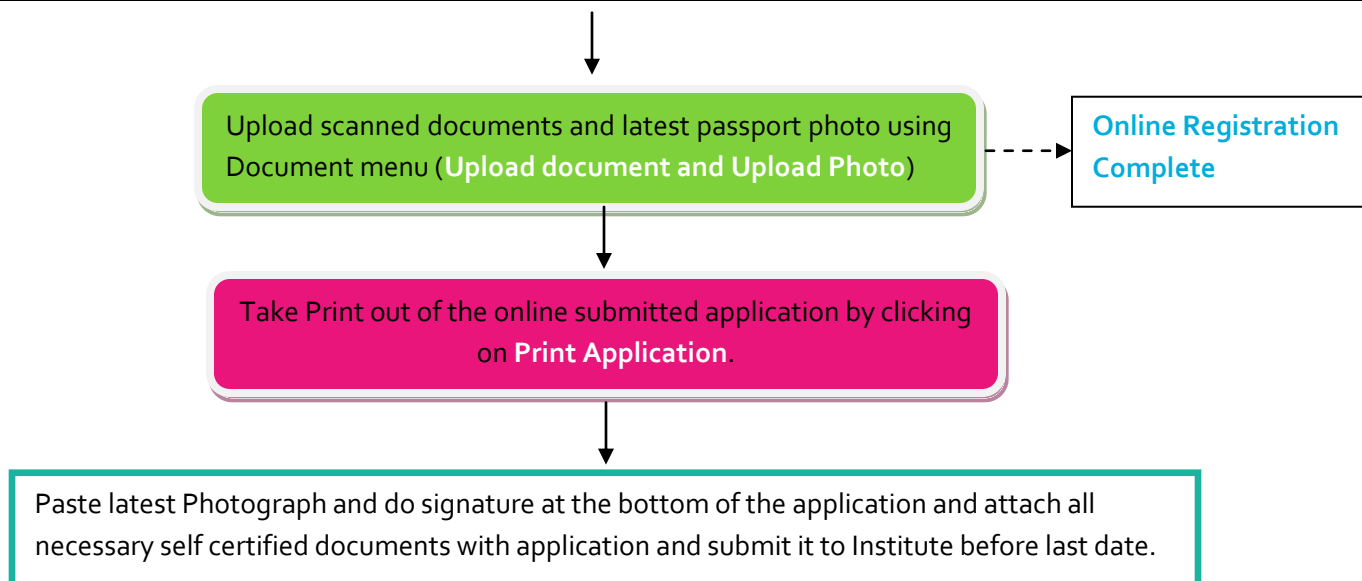 Upload scanned documents and latest passport photo using
Document menu (Upload document and Upload Photo)
Online Registration
Complete
Take Print out of the online submitted application by clicking
on Print Application.
Paste latest Photograph and do signature at the bottom of the application and attach all
necessary self certified documents with application and submit it to Institute before last date.